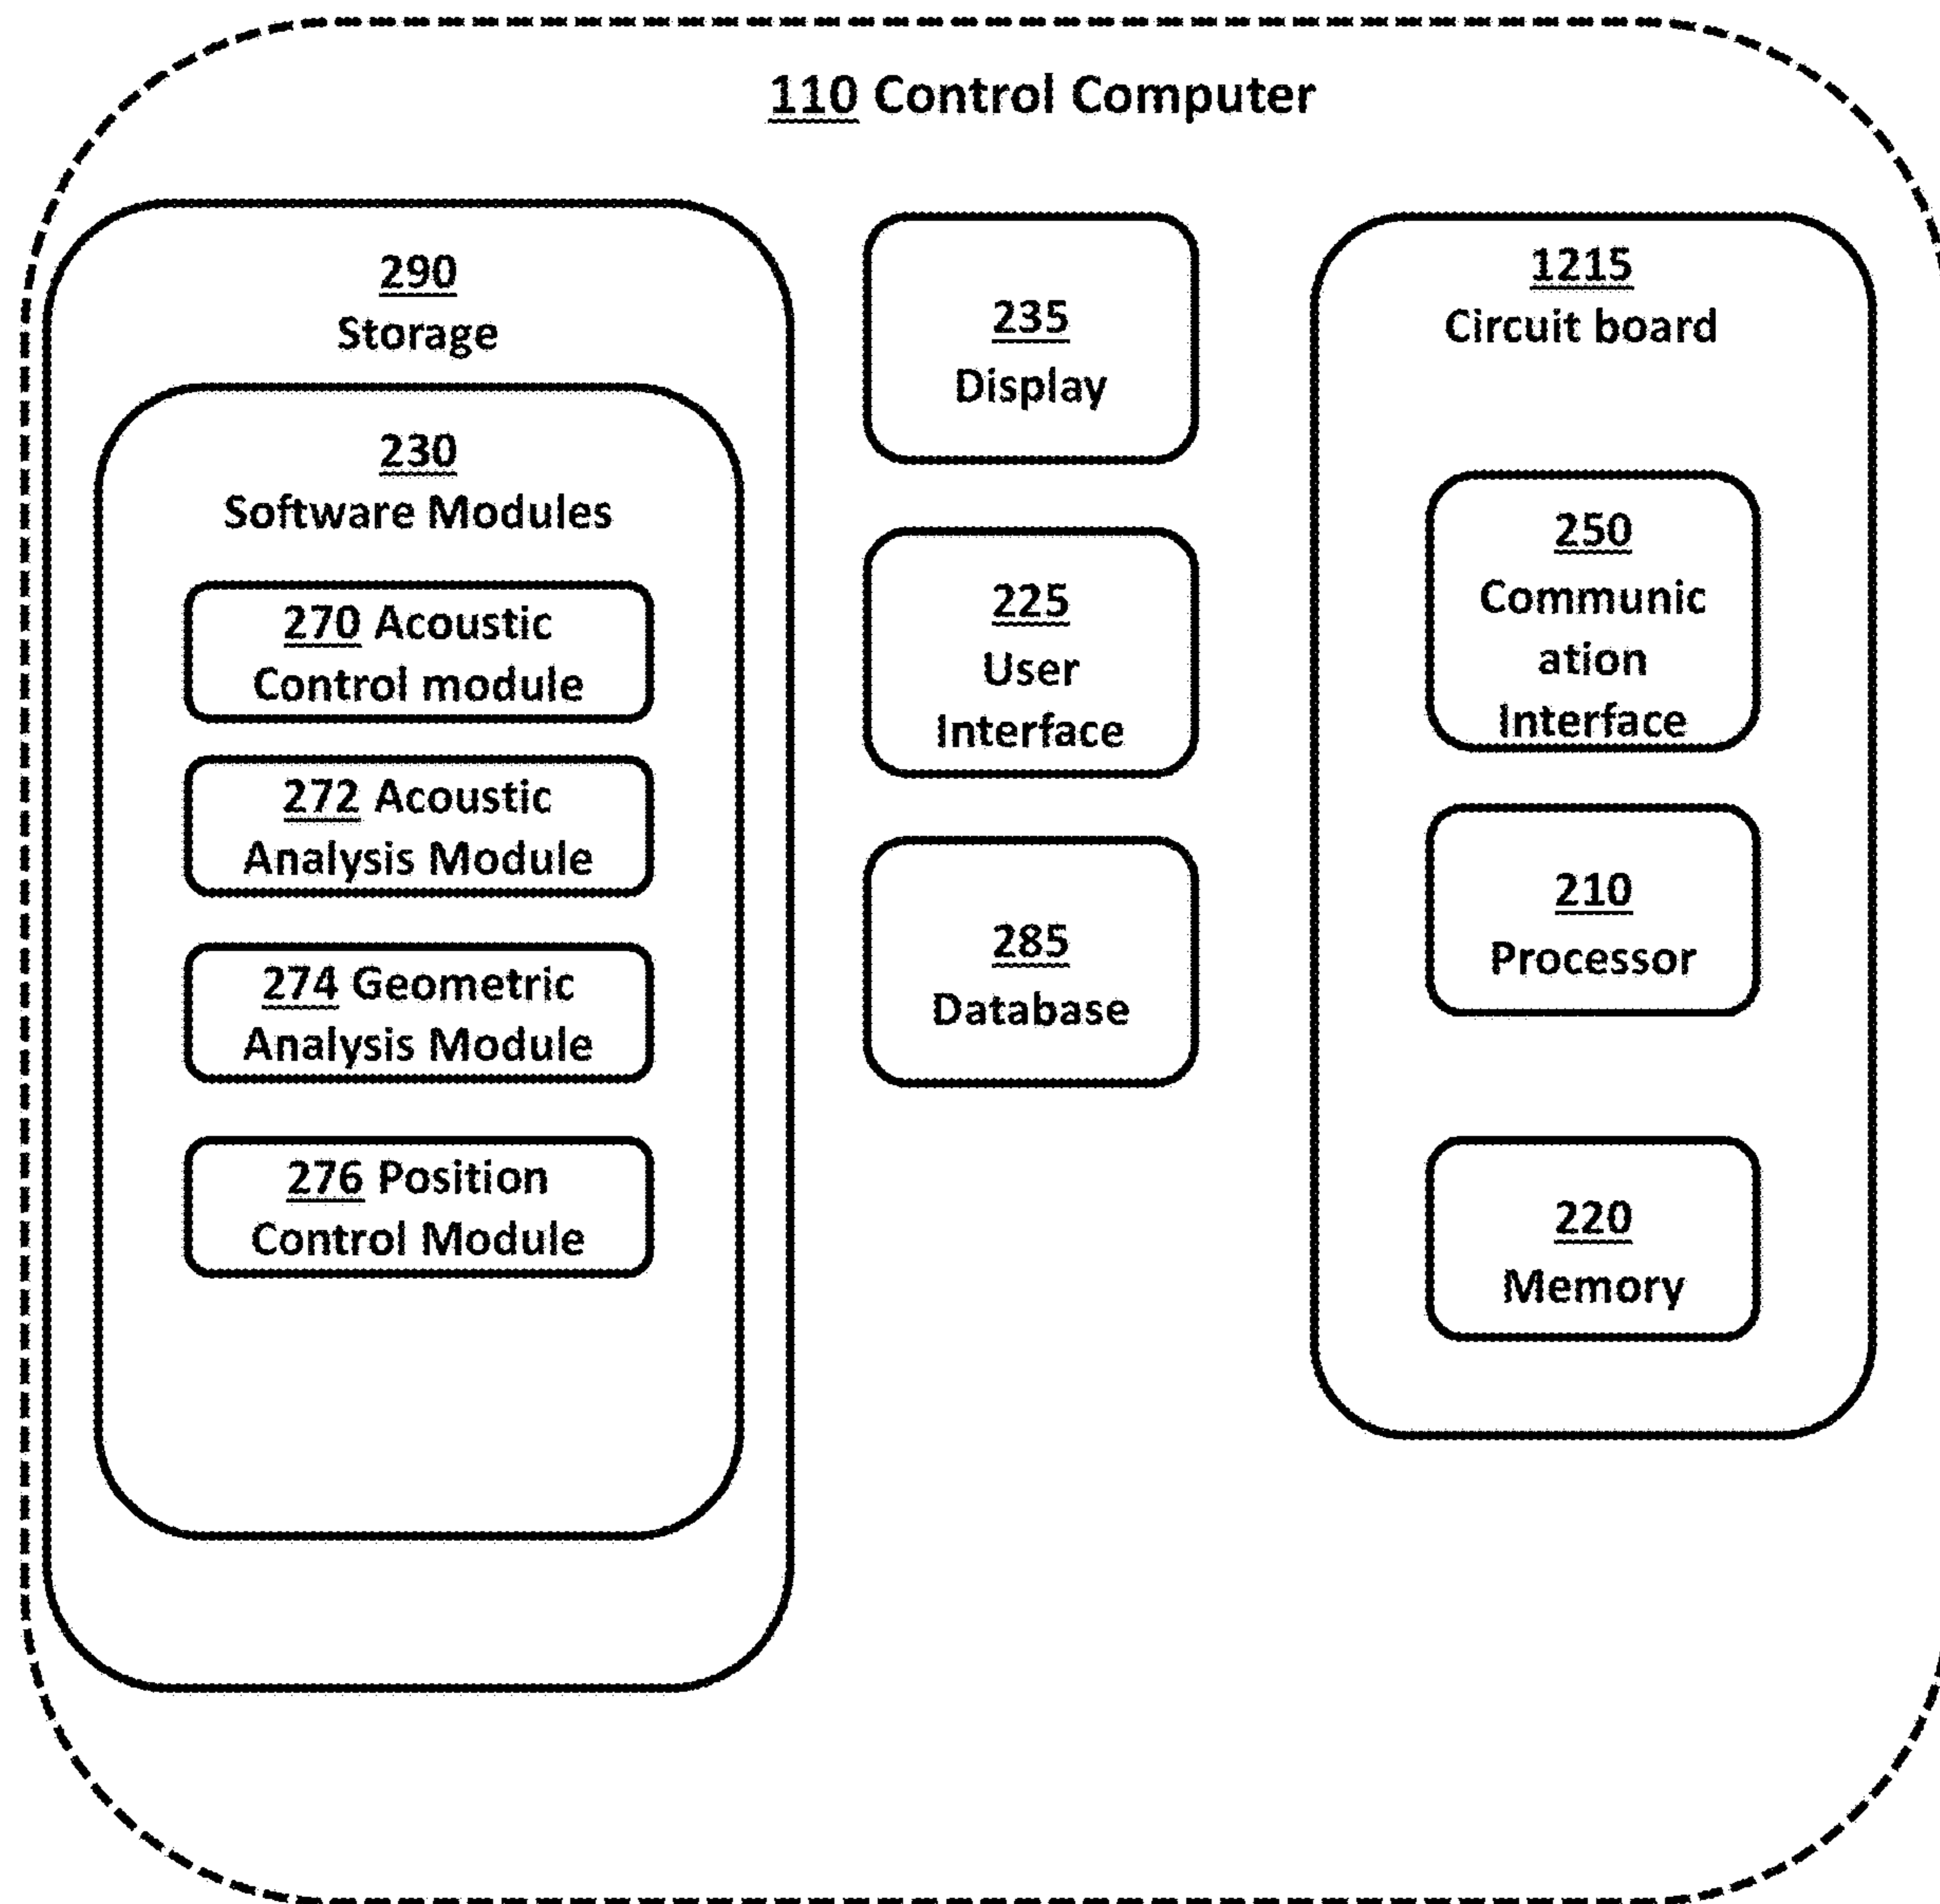 110 Control Computer
290
Storage
230
Software Modules
270 Acoustic
Control module
272 Acoustic
Analysis Module
274 Geometric
Analysis Module
276 Position
Control Module
235
Display
225
User
Interface
285
Database
1215
Circuit board
250
Communic
ation
Interface
210
Processor
220
Memory